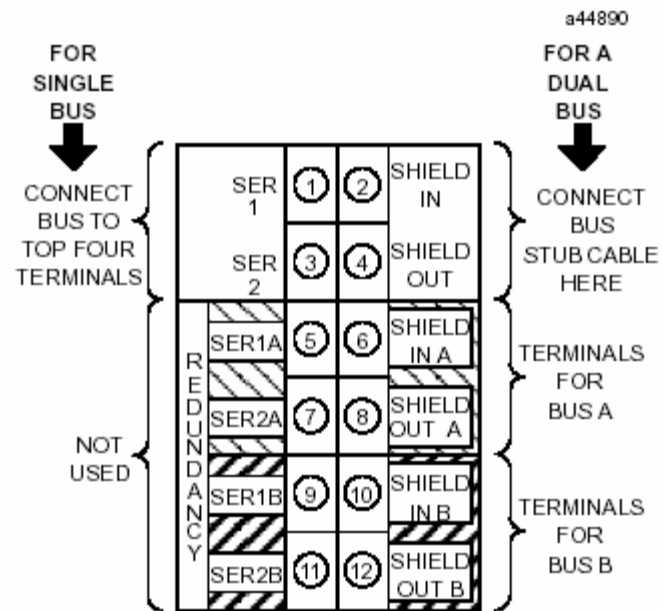 a44890
FOR
SINGLE
BUS
FOR A
DUAL
BUS
CONNECT
BUS TO
TOP FOUR
TERMINALS
SER
1
1
2
SHIELD
IN
SER
2
3
4
SHIELD
OUT
CONNECT
BUS
STUB CABLE
HERE
NOT
USED
REDUNDANCY
SER1A
5
6
SHIELD
IN A
SER2A
7
8
SHIELD
OUT A
TERMINALS
FOR
BUS A
SER1B
9
10
SHIELD
IN B
SER2B
11
12
SHIELD
OUT B
TERMINALS
FOR
BUS B